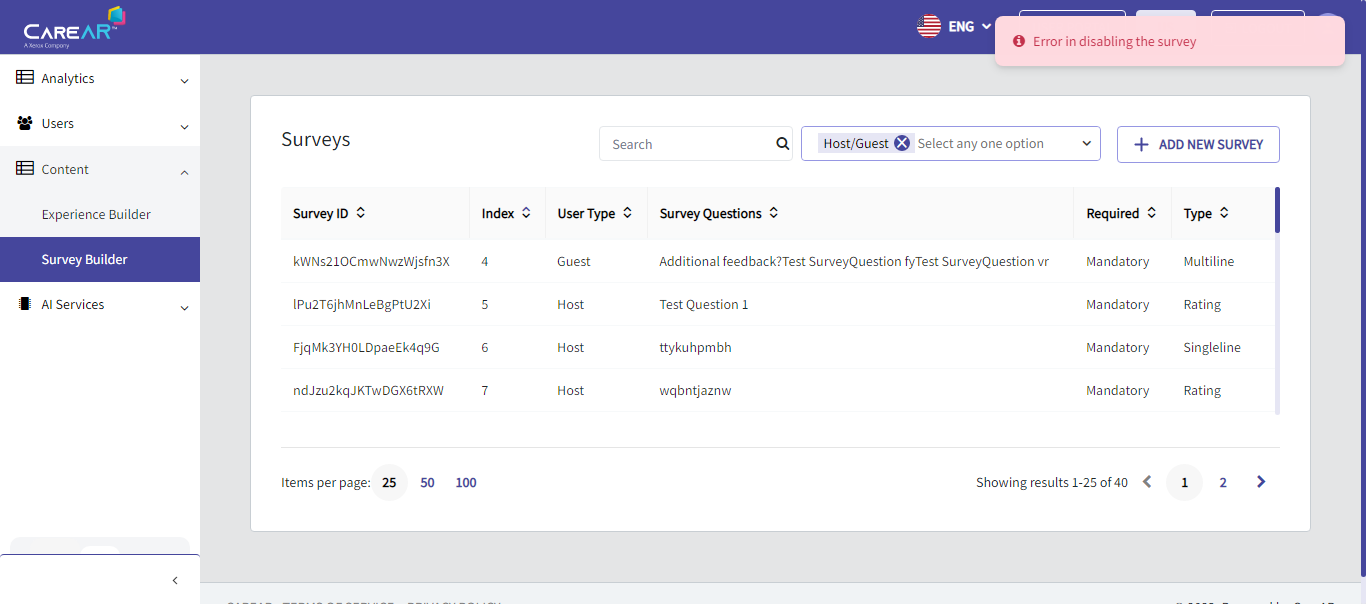 CAREAR™
A Xerox Company
ENG
Error in disabling the survey
Analytics
Users
Content
Experience Builder
Survey Builder
AI Services
Surveys
Search
Host/Guest Select any one option
ADD NEW SURVEY
Survey ID Index User Type Survey Questions Required Type
kWNs21OCmwNwzWjsfn3X 4 Guest Additional feedback?Test SurveyQuestion fyTest SurveyQuestion vr Mandatory Multiline
lPu2T6jhMnLeBgPtU2Xi 5 Host Test Question 1 Mandatory Rating
FjqMk3YH0LDpaeEk4q9G 6 Host ttykuhpmbh Mandatory Singleline
ndJzu2kqJKTwDGX6tRXW 7 Host wqbntjaznw Mandatory Rating
Items per page: 25 50 100
Showing results 1-25 of 40 1 2